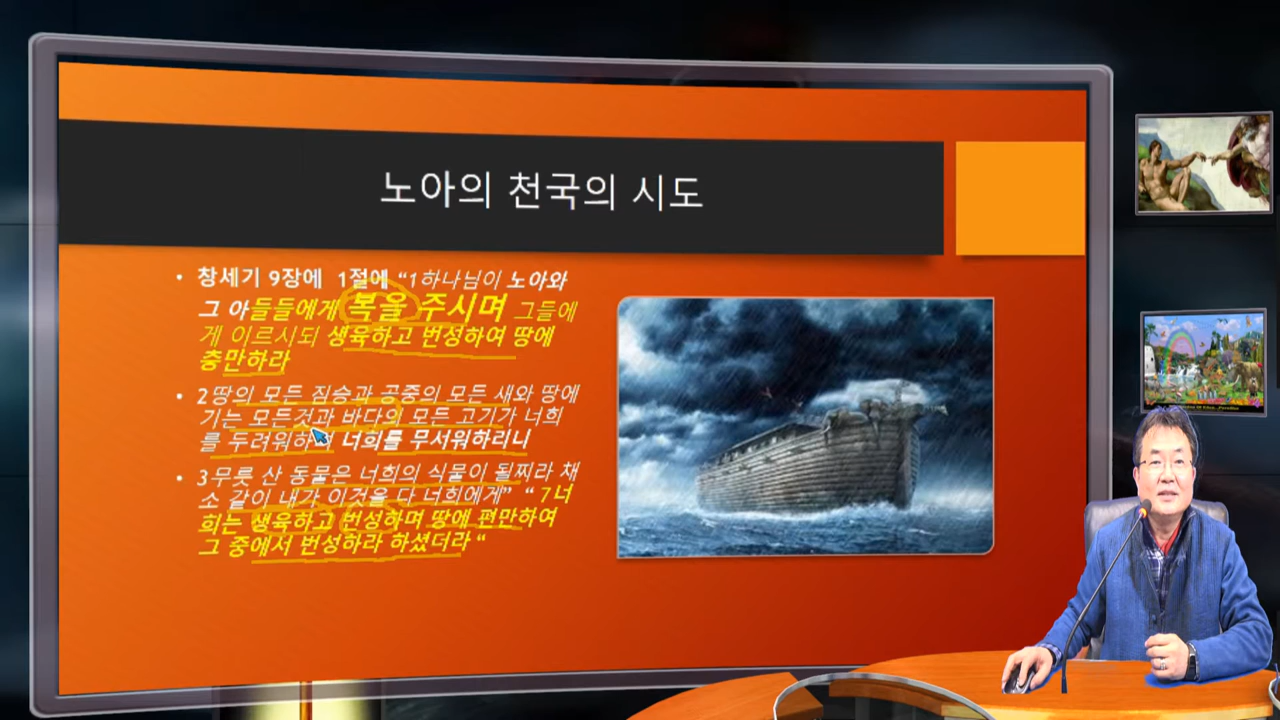 노아의 천국의 시도
• 창세기 9장에 1절에 “1하나님이 노아와
그 아들들에게 복을 주시며 그들에
게 이르시되 생육하고 번성하여 땅에
충만하라
• 2땅의 모든 짐승과 공중의 모든 새와 땅에
기는 모든것과 바다의 모든 고기가 너희
를 두려워하 너희를 무서워하리니
• 3무릇 산 동물은 너희의 식물이 될찌라 채
소 같이 내가 이것을 다 너희에게” “ 7너
희는 생육하고 번성하며 땅에 편만하여
그 중에서 번성하라 하셨더라 “